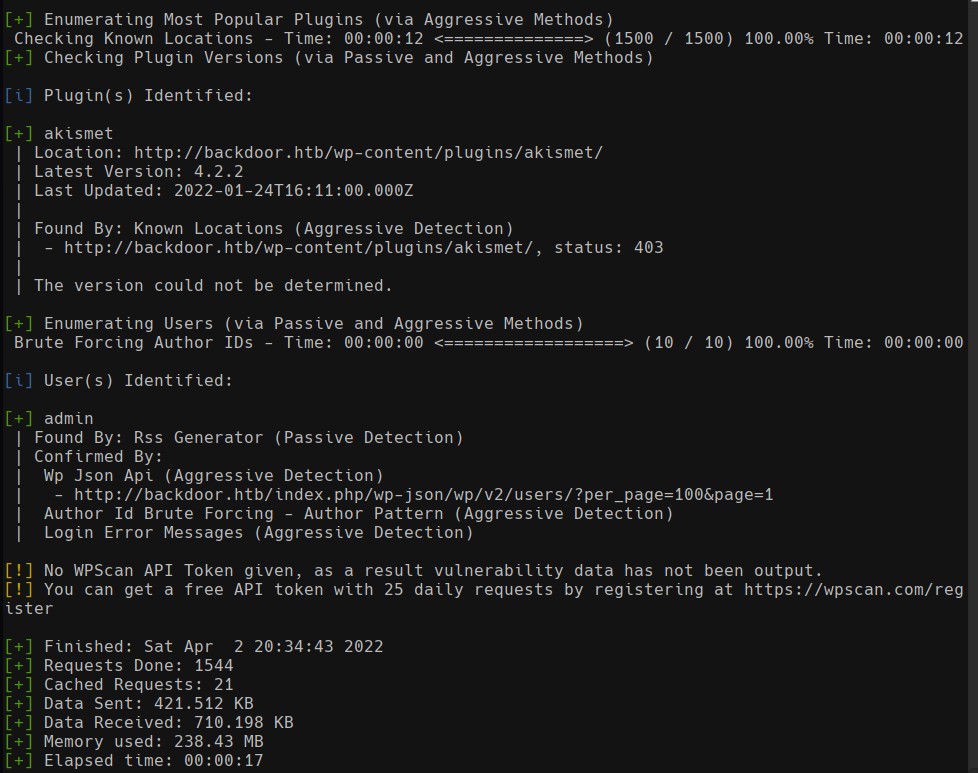 [+] Enumerating Most Popular Plugins (via Aggressive Methods)
 Checking Known Locations - Time: 00:00:12 <==============> (1500 / 1500) 100.00% Time: 00:00:12
[+] Checking Plugin Versions (via Passive and Aggressive Methods)

[i] Plugin(s) Identified:

[+] akismet
 | Location: http://backdoor.htb/wp-content/plugins/akismet/
 | Latest Version: 4.2.2
 | Last Updated: 2022-01-24T16:11:00.000Z
 |
 | Found By: Known Locations (Aggressive Detection)
 |  - http://backdoor.htb/wp-content/plugins/akismet/, status: 403
 |
 | The version could not be determined.

[+] Enumerating Users (via Passive and Aggressive Methods)
 Brute Forcing Author IDs - Time: 00:00:00 <==================> (10 / 10) 100.00% Time: 00:00:00

[i] User(s) Identified:

[+] admin
 | Found By: Rss Generator (Passive Detection)
 | Confirmed By:
 |  Wp Json Api (Aggressive Detection)
 |   - http://backdoor.htb/index.php/wp-json/wp/v2/users/?per_page=100&page=1
 |  Author Id Brute Forcing - Author Pattern (Aggressive Detection)
 |  Login Error Messages (Aggressive Detection)

[!] No WPScan API Token given, as a result vulnerability data has not been output.
[!] You can get a free API token with 25 daily requests by registering at https://wpscan.com/reg
ister

[+] Finished: Sat Apr  2 20:34:43 2022
[+] Requests Done: 1544
[+] Cached Requests: 21
[+] Data Sent: 421.512 KB
[+] Data Received: 710.198 KB
[+] Memory used: 238.43 MB
[+] Elapsed time: 00:00:17